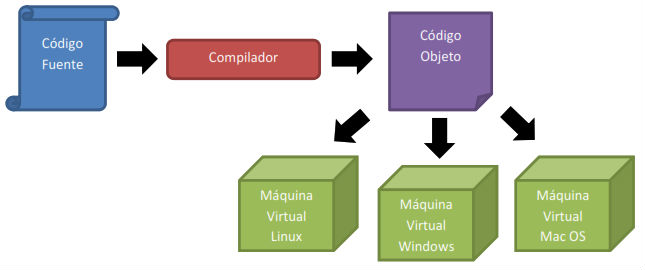 Código
Fuente
Compilador
Código
Objeto
Máquina
Virtual
Linux
Máquina
Virtual
Windows
Máquina
Virtual
Mac OS